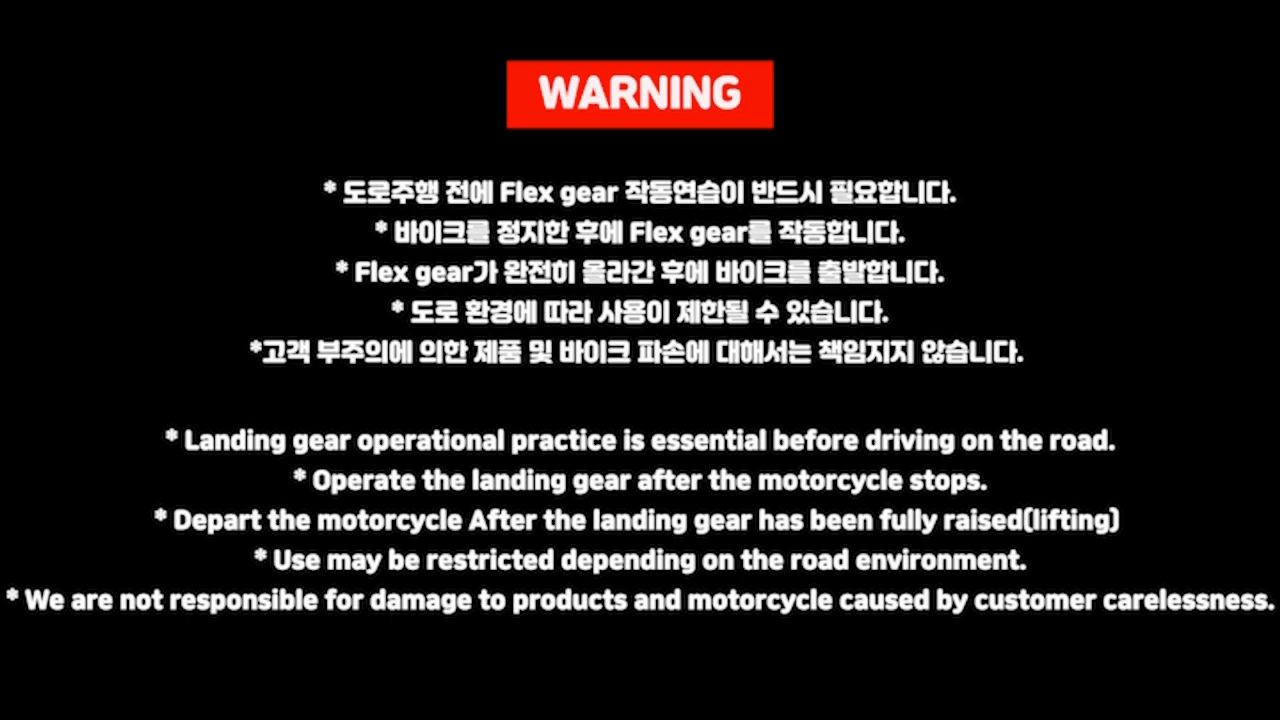 WARNING
* 도로주행 전에 Flex gear 작동연습이 반드시 필요합니다.
* 바이크를 정지한 후에 Flex gear를 작동합니다.
* Flex gear가 완전히 올라간 후에 바이크를 출발합니다.
* 도로 환경에 따라 사용이 제한될 수 있습니다.
*고객 부주의에 의한 제품 및 바이크 파손에 대해서는 책임지지 않습니다.
* Landing gear operational practice is essential before driving on the road.
* Operate the landing gear after the motorcycle stops.
* Depart the motorcycle After the landing gear has been fully raised(lifting)
* Use may be restricted depending on the road environment.
* We are not responsible for damage to products and motorcycle caused by customer carelessness.